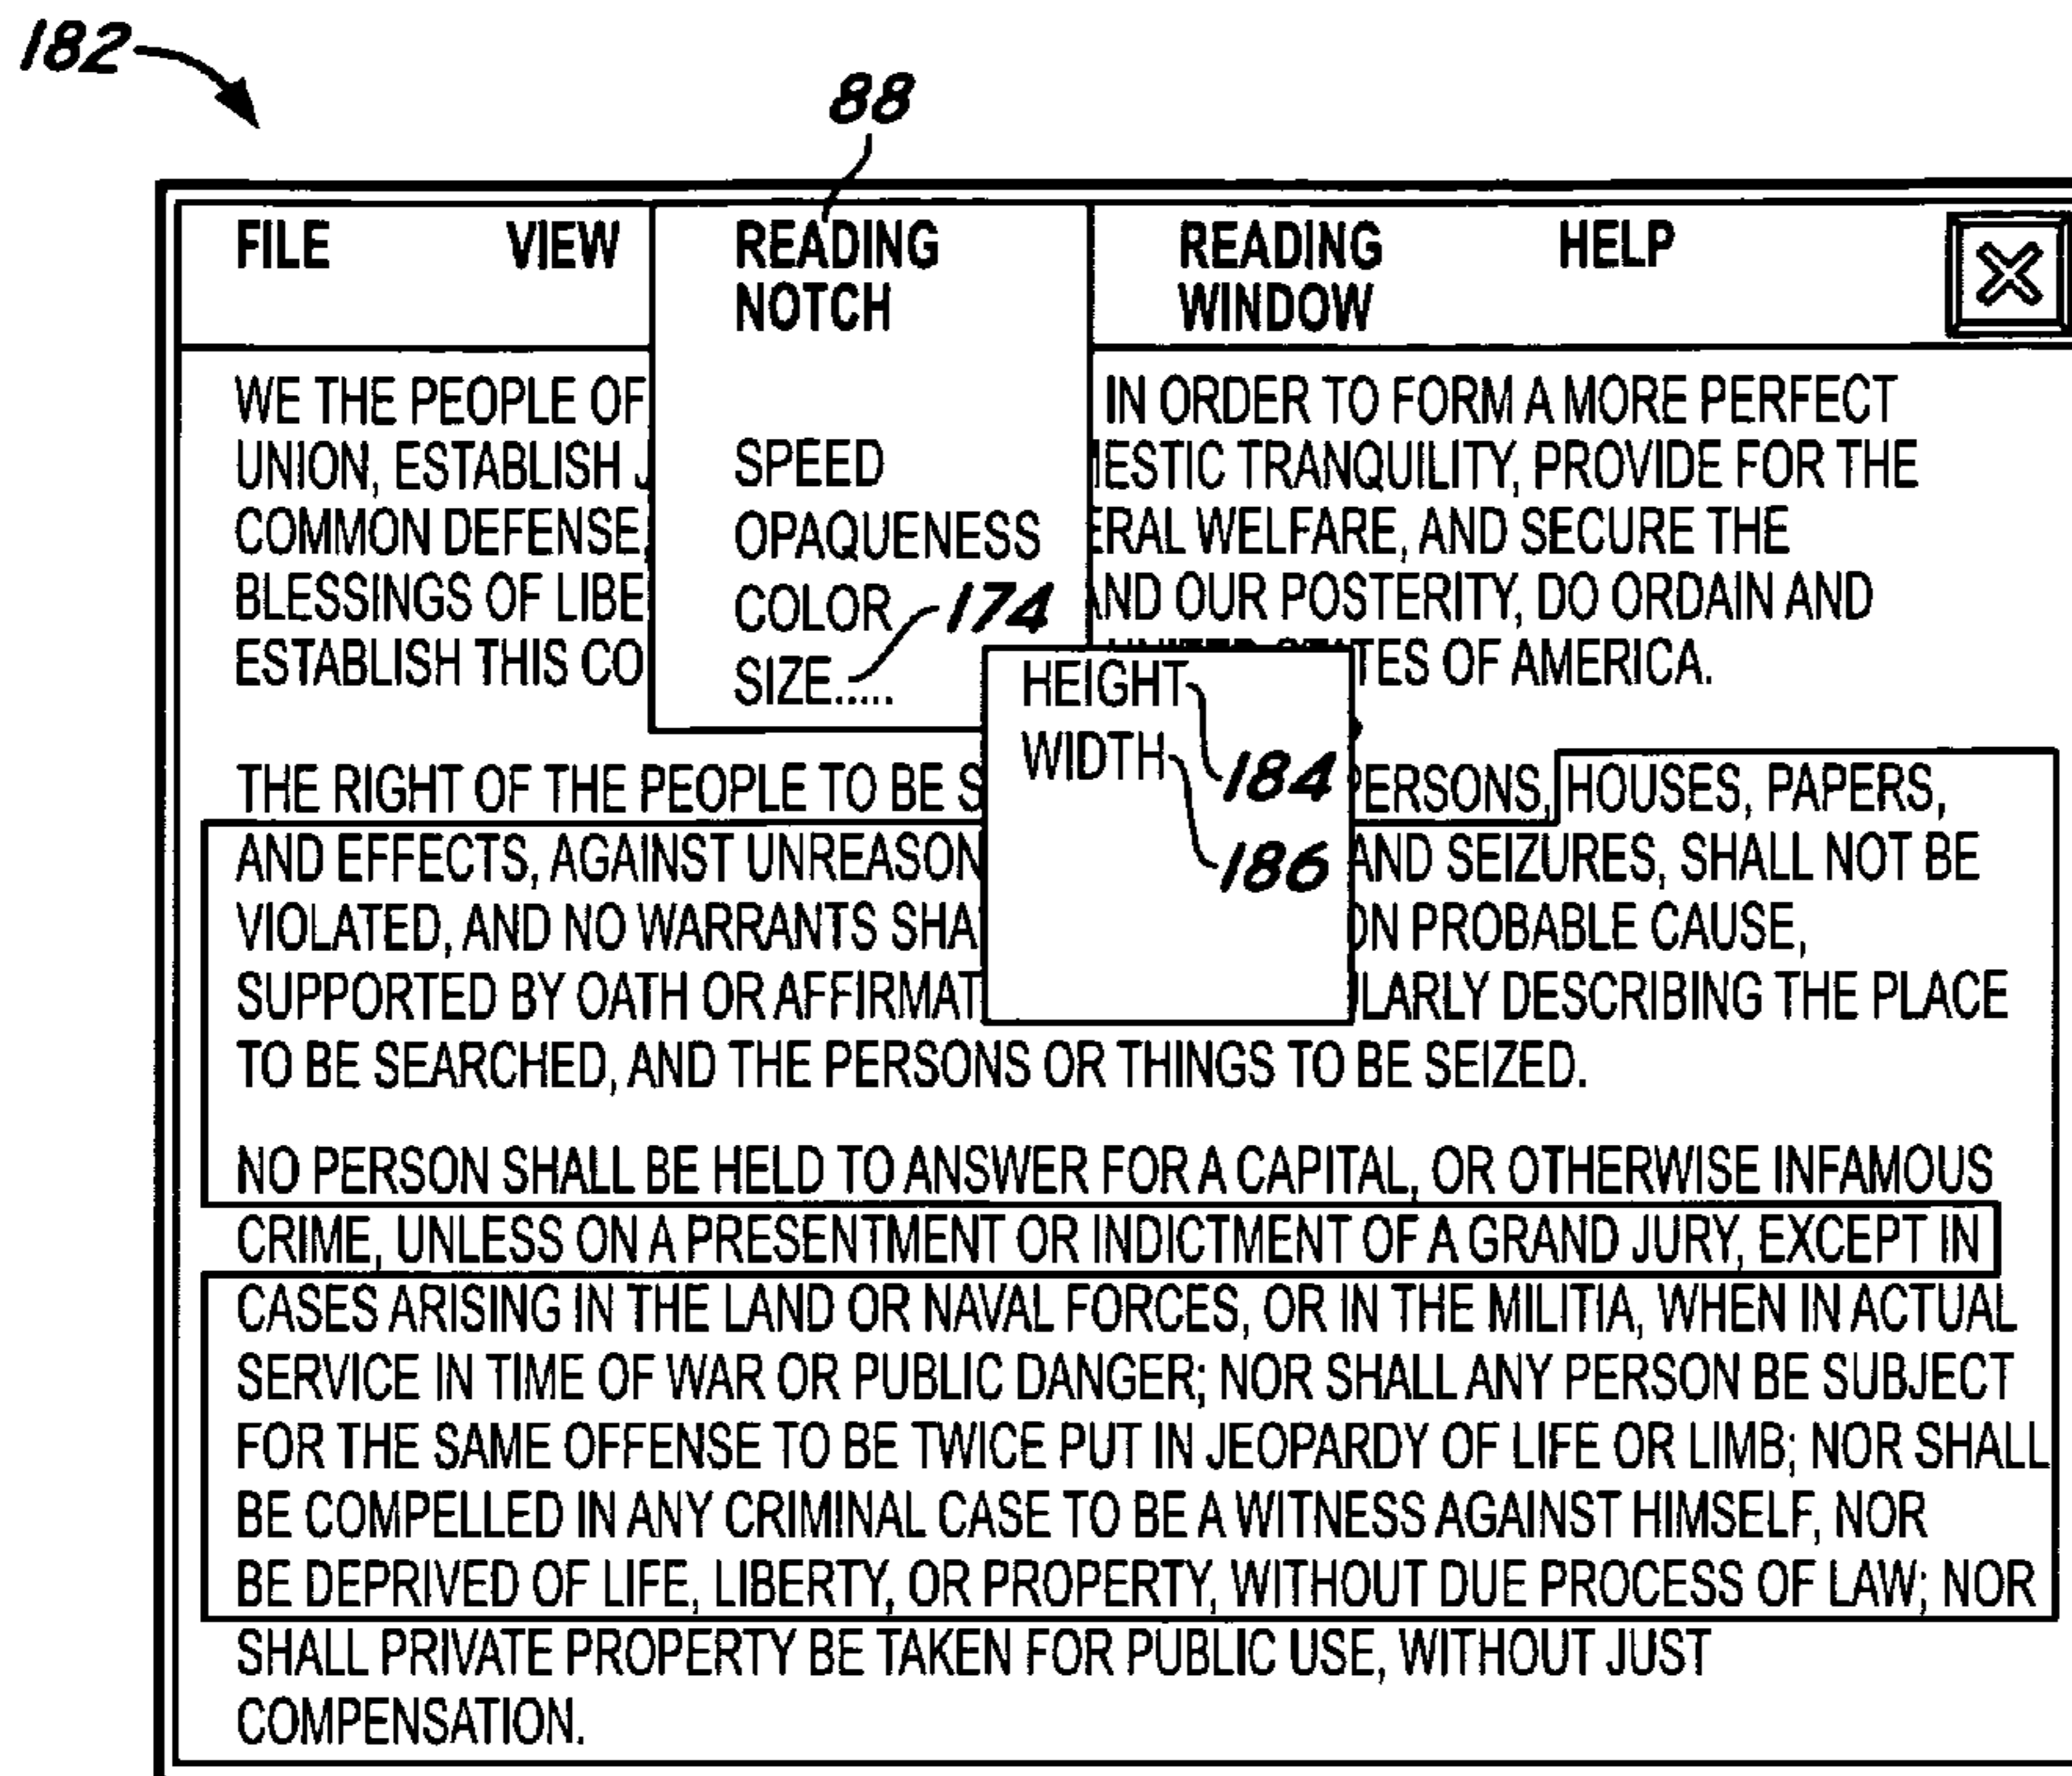 182
88
FILE VIEW READING NOTCH READING WINDOW HELP
SPEED
OPAQUENESS
COLOR
SIZE..... 174
HEIGHT 184
WIDTH 186
WE THE PEOPLE OF IN ORDER TO FORM A MORE PERFECT
UNION, ESTABLISH TRANQUILITY, PROVIDE FOR THE
COMMON DEFENSE, WELFARE, AND SECURE THE
BLESSINGS OF OUR POSTERITY, DO ORDAIN AND
ESTABLISH THIS CO OF AMERICA.
THE RIGHT OF THE PEOPLE TO BE S ERSONS, HOUSES, PAPERS,
AND EFFECTS, AGAINST UNREASON AND SEIZURES, SHALL NOT BE
VIOLATED, AND NO WARRANTS SHA ON PROBABLE CAUSE,
SUPPORTED BY OATH OR AFFIRMAT LARLY DESCRIBING THE PLACE
TO BE SEARCHED, AND THE PERSONS OR THINGS TO BE SEIZED.
NO PERSON SHALL BE HELD TO ANSWER FOR A CAPITAL, OR OTHERWISE INFAMOUS
CRIME, UNLESS ON A PRESENTMENT OR INDICTMENT OF A GRAND JURY, EXCEPT IN
CASES ARISING IN THE LAND OR NAVAL FORCES, OR IN THE MILITIA, WHEN IN ACTUAL
SERVICE IN TIME OF WAR OR PUBLIC DANGER; NOR SHALL ANY PERSON BE SUBJECT
FOR THE SAME OFFENSE TO BE TWICE PUT IN JEOPARDY OF LIFE OR LIMB; NOR SHALL
BE COMPELLED IN ANY CRIMINAL CASE TO BE A WITNESS AGAINST HIMSELF, NOR
BE DEPRIVED OF LIFE, LIBERTY, OR PROPERTY, WITHOUT DUE PROCESS OF LAW; NOR
SHALL PRIVATE PROPERTY BE TAKEN FOR PUBLIC USE, WITHOUT JUST
COMPENSATION.